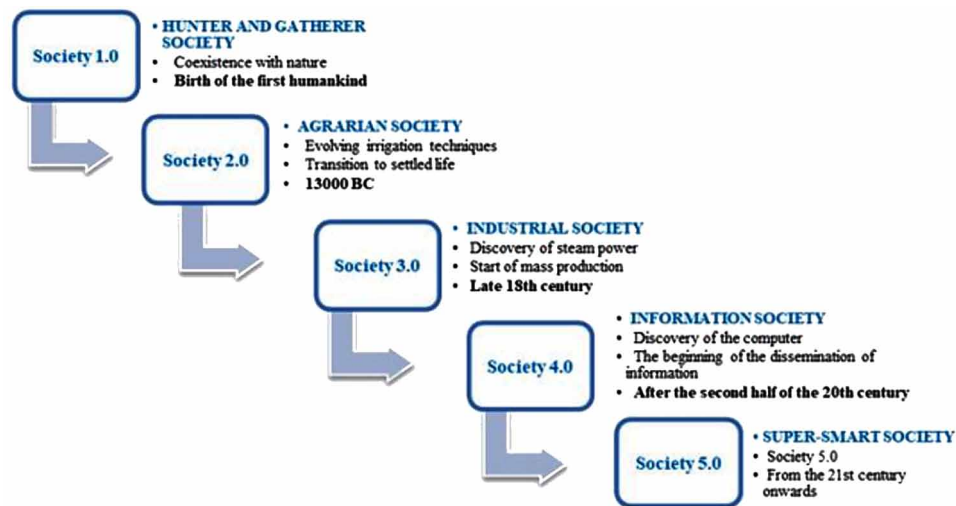 Society 1.0
• HUNTER AND GATHERER
SOCIETY
• Coexistence with nature
• Birth of the first humankind
Society 2.0
• AGRARIAN SOCIETY
• Evolving irrigation techniques
• Transition to settled life
• 13000 BC
Society 3.0
• INDUSTRIAL SOCIETY
• Discovery of steam power
• Start of mass production
• Late 18th century
Society 4.0
• INFORMATION SOCIETY
• Discovery of the computer
• The beginning of the dissemination of
information
• After the second half of the 20th century
Society 5.0
• SUPER-SMART SOCIETY
• Society 5.0
• From the 21st century
onwards